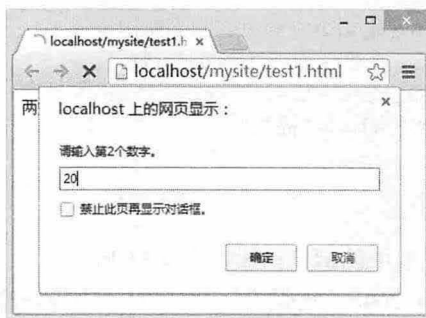 localhost/mysite/test1.h
localhost/mysite/test1.html
两
localhost 上的网页显示：
请输入第2个数字。
20
禁止此页再显示对话框。
确定
取消